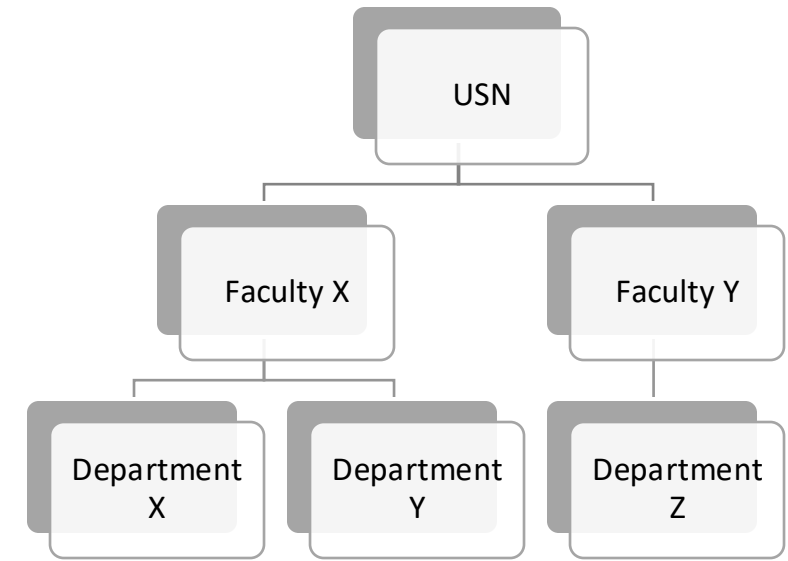 USN
Faculty X
Faculty Y
Department
X
Department
Y
Department
Z